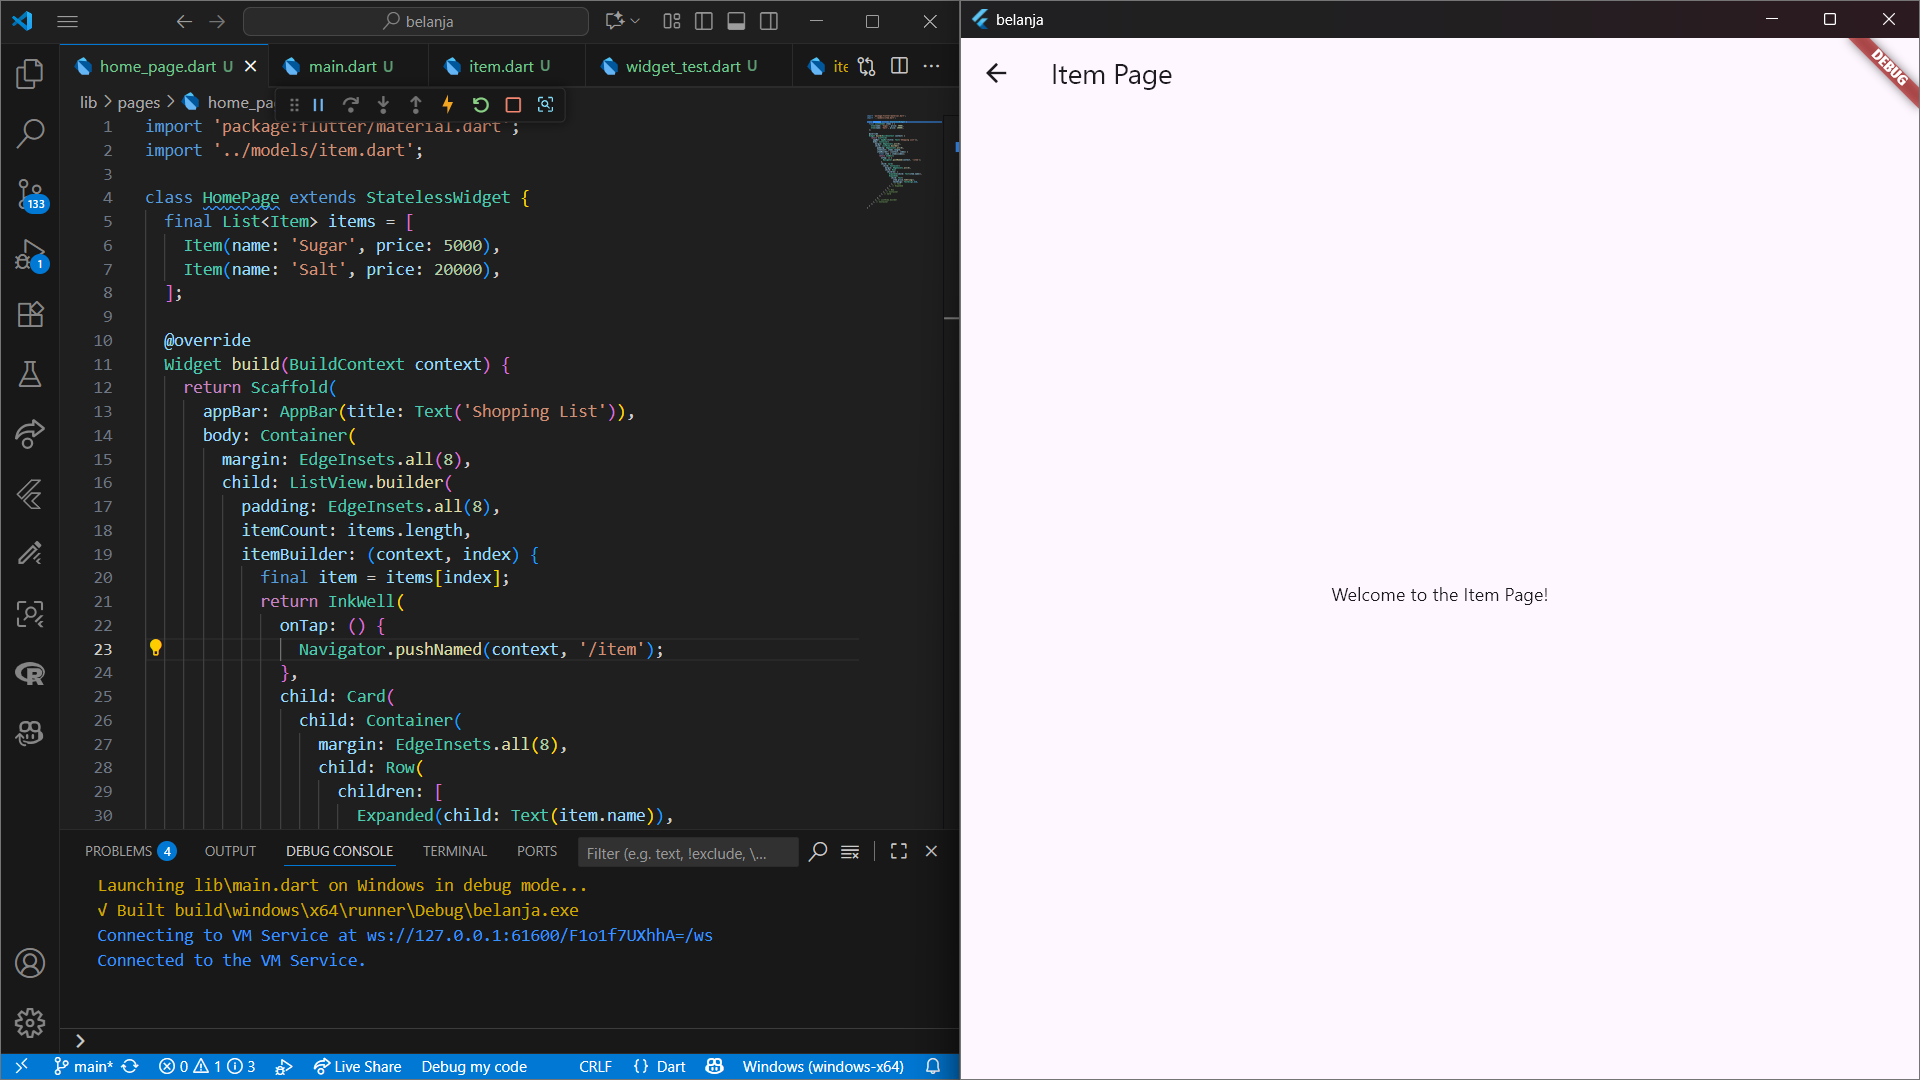 belanja
home_page.dart U
main.dart U
item.dart U
widget_test.dart U
ite
lib > pages > home_pa
1 import 'package:flutter/material.dart';
2 import '../models/item.dart';
3
4 class HomePage extends StatelessWidget {
5 final List<Item> items = [
6 Item(name: 'Sugar', price: 5000),
7 Item(name: 'Salt', price: 20000),
8 ];
9
10 @override
11 Widget build(BuildContext context) {
12 return Scaffold(
13 appBar: AppBar(title: Text('Shopping List')),
14 body: Container(
15 margin: EdgeInsets.all(8),
16 child: ListView.builder(
17 padding: EdgeInsets.all(8),
18 itemCount: items.length,
19 itemBuilder: (context, index) {
20 final item = items[index];
21 return InkWell(
22 onTap: () {
23 Navigator.pushNamed(context, '/item');
24 },
25 child: Card(
26 child: Container(
27 margin: EdgeInsets.all(8),
28 child: Row(
29 children: [
30 Expanded(child: Text(item.name)),
133
1
PROBLEMS 4 OUTPUT DEBUG CONSOLE TERMINAL PORTS
Filter (e.g. text, !exclude, \...
Launching lib\main.dart on Windows in debug mode...
√ Built build\windows\x64\runner\Debug\belanja.exe
Connecting to VM Service at ws://127.0.0.1:61600/F1o1f7UXhhA=/ws
Connected to the VM Service.
main* 0 1 3 Live Share Debug my code CRLF {} Dart Windows (windows-x64)
belanja
Item Page
DEBUG
Welcome to the Item Page!